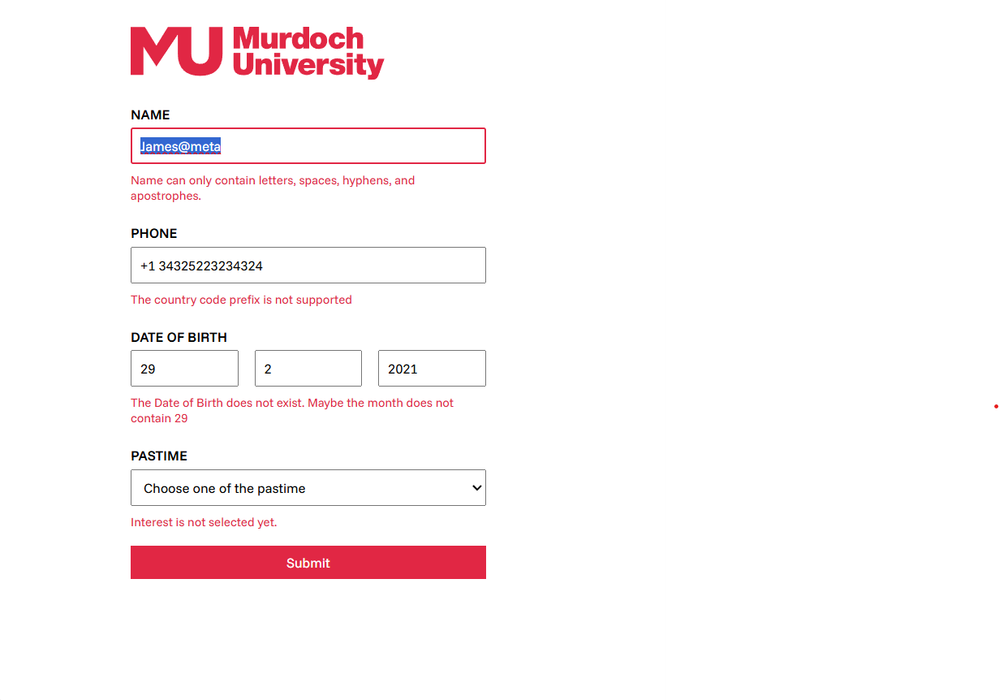 MU Murdoch
University
NAME
James@meta
Name can only contain letters, spaces, hyphens, and
apostrophes.
PHONE
+1 34325223234324
The country code prefix is not supported
DATE OF BIRTH
29 2 2021
The Date of Birth does not exist. Maybe the month does not
contain 29
PASTIME
Choose one of the pastime
Interest is not selected yet.
Submit